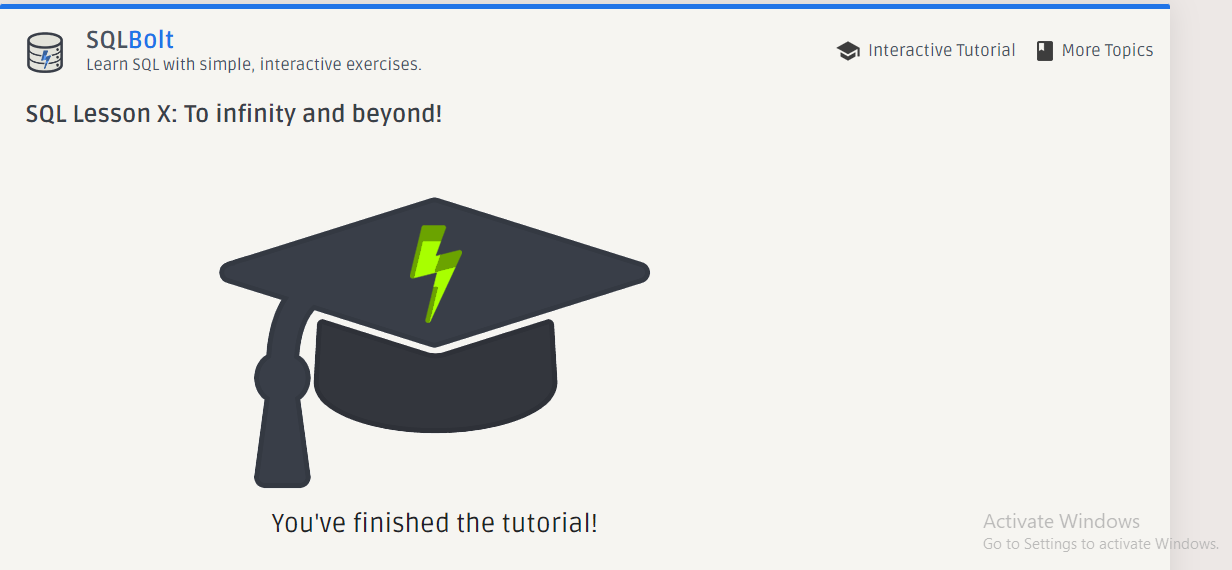 SQLBolt
Learn SQL with simple, interactive exercises.
Interactive Tutorial
More Topics
SQL Lesson X: To infinity and beyond!
You've finished the tutorial!
Activate Windows
Go to Settings to activate Windows.